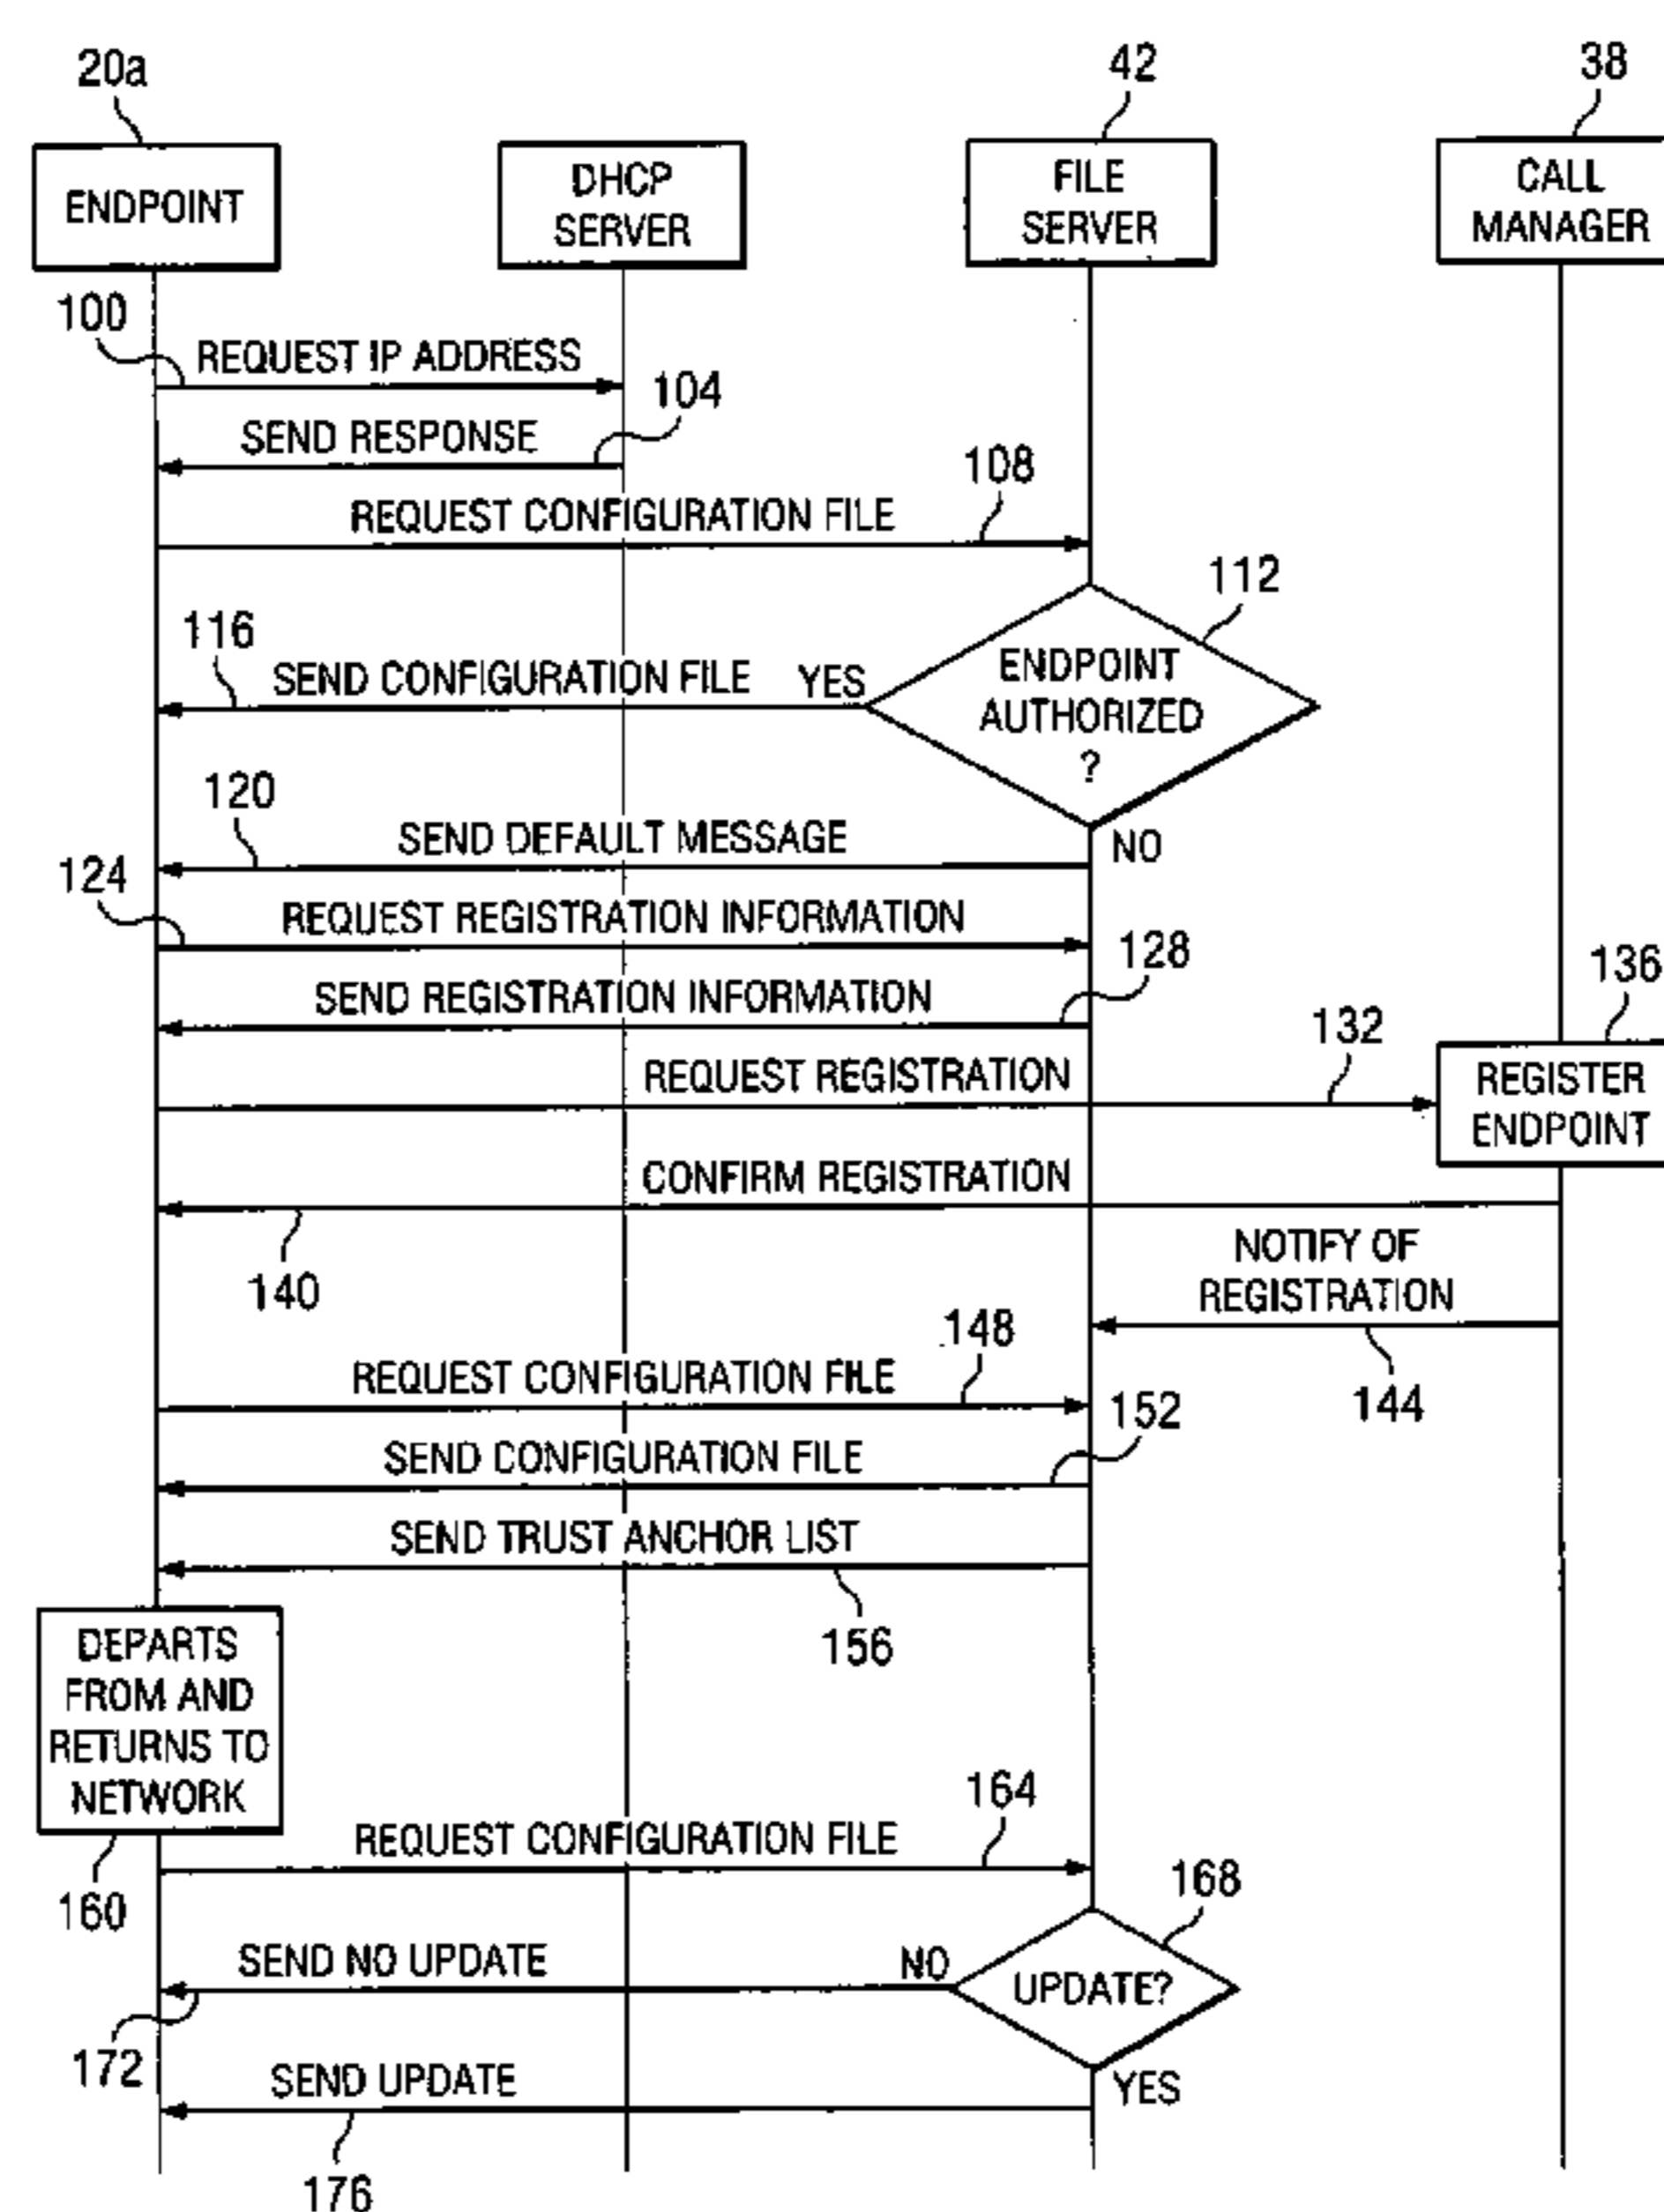 20a
42
38
ENDPOINT
DHCP
SERVER
FILE
SERVER
CALL
MANAGER
100
REQUEST IP ADDRESS
104
SEND RESPONSE
108
REQUEST CONFIGURATION FILE
112
116
SEND CONFIGURATION FILE
YES
ENDPOINT
AUTHORIZED
?
120
SEND DEFAULT MESSAGE
NO
124
REQUEST REGISTRATION INFORMATION
128
SEND REGISTRATION INFORMATION
136
132
REQUEST REGISTRATION
REGISTER
ENDPOINT
CONFIRM REGISTRATION
140
NOTIFY OF
REGISTRATION
144
148
REQUEST CONFIGURATION FILE
152
SEND CONFIGURATION FILE
SEND TRUST ANCHOR LIST
156
DEPARTS
FROM AND
RETURNS TO
NETWORK
160
164
REQUEST CONFIGURATION FILE
168
SEND NO UPDATE
NO
UPDATE?
172
SEND UPDATE
YES
176